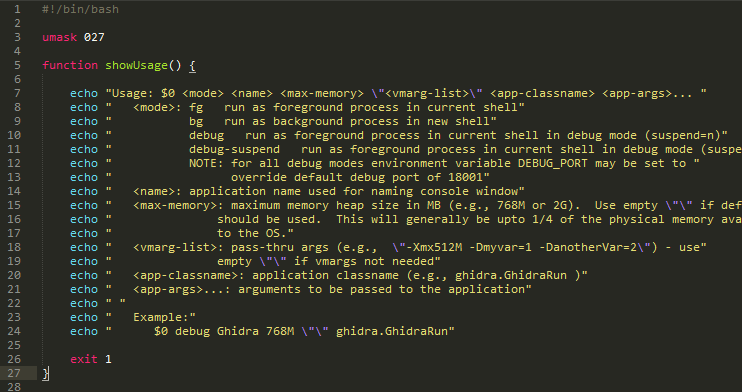 1 #!/bin/bash
2
3 umask 027
4
5 function showUsage() {
6
7 echo "Usage: $0 <mode> <name> <max-memory> \"<vmarg-list>\" <app-classname> <app-args>... "
8 echo "   <mode>: fg   run as foreground process in current shell"
9 echo "           bg   run as background process in new shell"
10 echo "           debug   run as foreground process in current shell in debug mode (suspend=n)"
11 echo "           debug-suspend   run as foreground process in current shell in debug mode (suspe
12 echo "           NOTE: for all debug modes environment variable DEBUG_PORT may be set to "
13 echo "                 override default debug port of 18001"
14 echo "   <name>: application name used for naming console window"
15 echo "   <max-memory>: maximum memory heap size in MB (e.g., 768M or 2G).  Use empty \"\" if def
16 echo "               should be used.  This will generally be upto 1/4 of the physical memory ava
17 echo "               to the OS."
18 echo "   <vmarg-list>: pass-thru args (e.g.,  \"-Xmx512M -Dmyvar=1 -DanotherVar=2\") - use"
19 echo "               empty \"\" if vmargs not needed"
20 echo "   <app-classname>: application classname (e.g., ghidra.GhidraRun )"
21 echo "   <app-args>...: arguments to be passed to the application"
22 echo " "
23 echo "   Example:"
24 echo "      $0 debug Ghidra 768M \"\" ghidra.GhidraRun"
25
26 exit 1
27 }
28